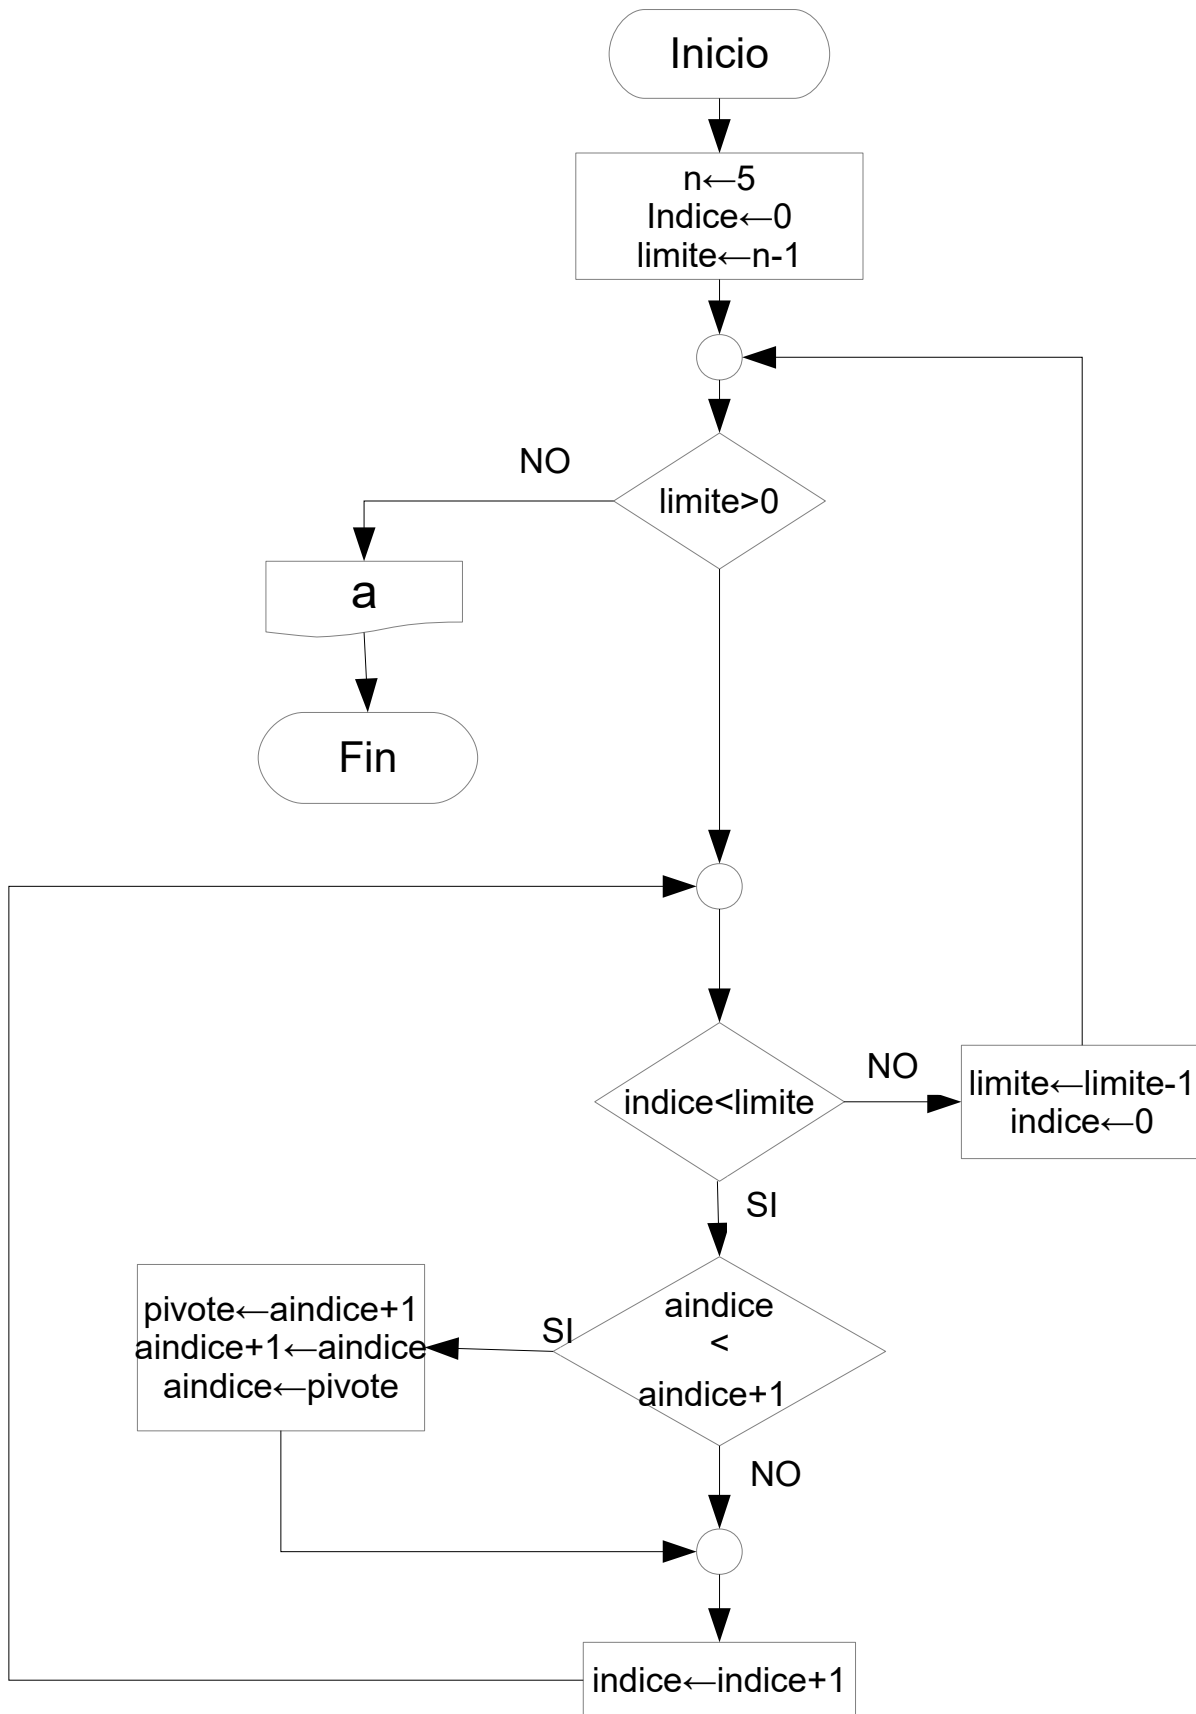 Inicio
n←5
Indice←0
limite←n-1
NO
limite>0
a
Fin
indice<limite
NO
limite←limite-1
indice←0
SI
aindice
<
aindice+1
SI
pivote←aindice+1
aindice+1←aindice
aindice←pivote
NO
indice←indice+1